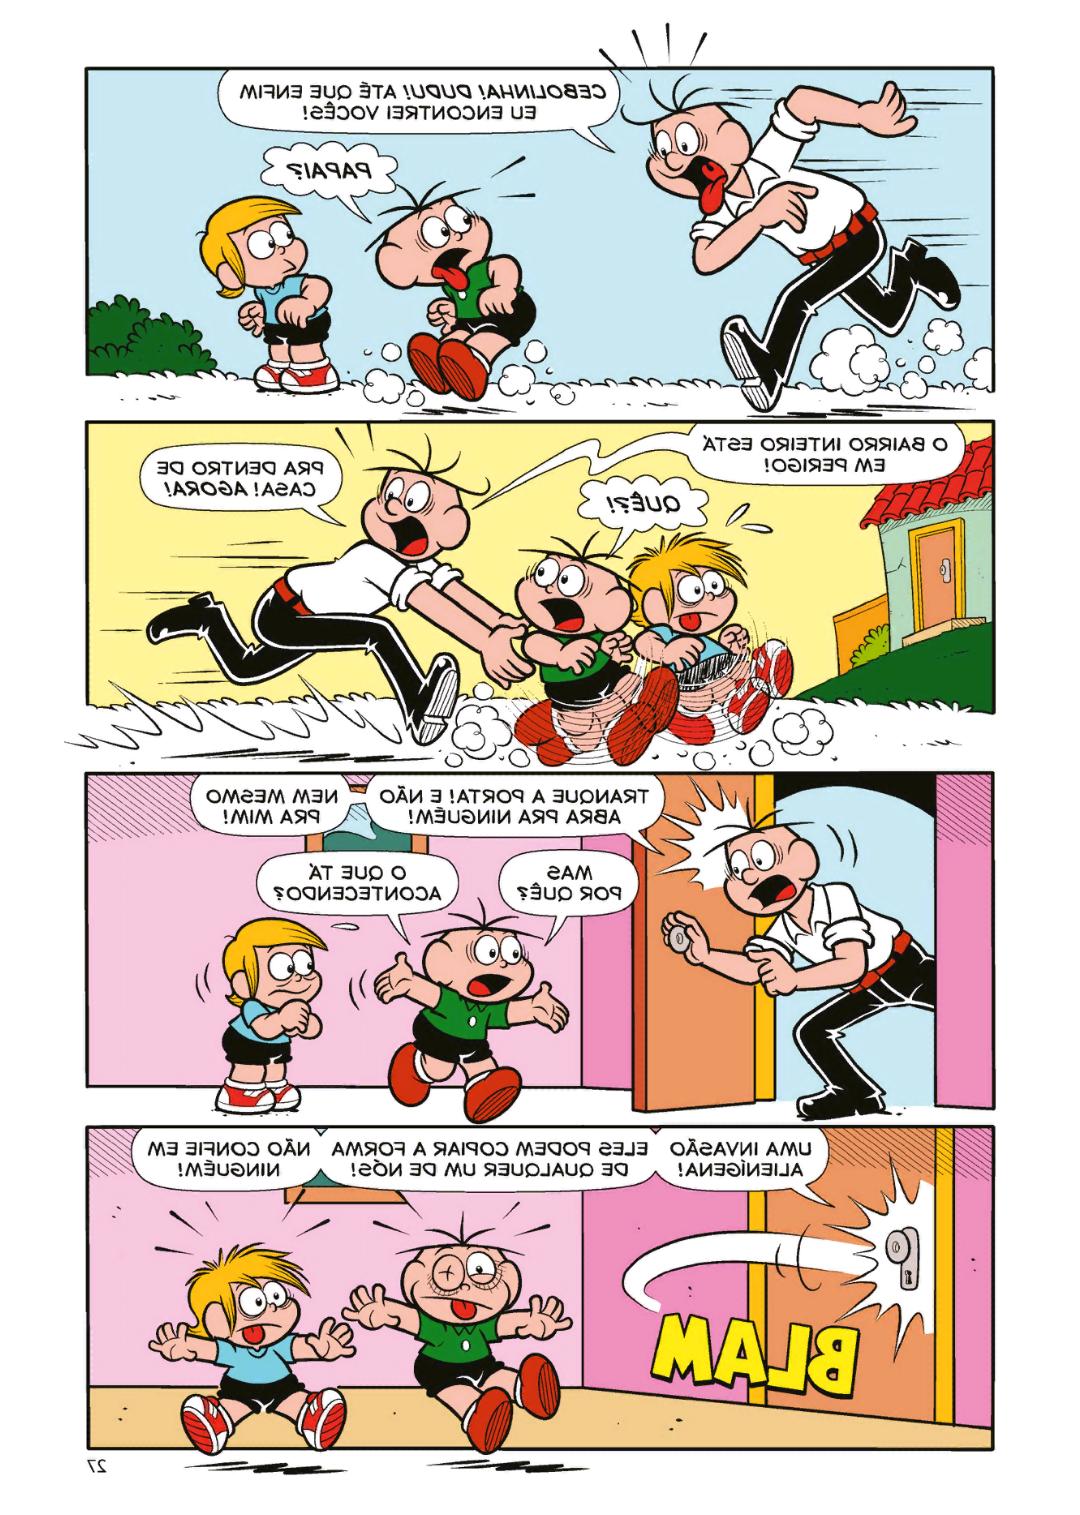 CEBOLINHA! DUDU! ATÉ QUE ENFIM
EU ENCONTREI VOCÊS!
PAPAI?
O BAIRRO INTEIRO ESTÁ
EM PERIGO!
QUÊ?!
PRA DENTRO DE
CASA! AGORA!
TRANQUE A PORTA! E NÃO
ABRA PRA NINGUÉM!
NEM MESMO
PRA MIM!
MAS
POR QUÊ?
O QUE TÁ
ACONTECENDO?
UMA INVASÃO
ALIENÍGENA!
ELES PODEM COPIAR A FORMA
DE QUALQUER UM DE NÓS!
NÃO CONFIE EM
NINGUÉM!
BLAM
27